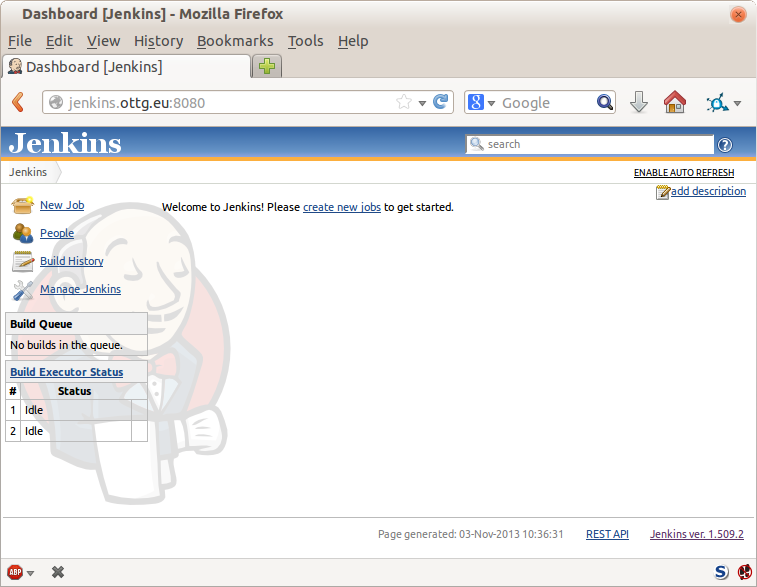 Dashboard [Jenkins] - Mozilla Firefox
File Edit View History Bookmarks Tools Help
Dashboard [Jenkins]
jenkins.ottg.eu:8080
8 Google
Jenkins
search
?
Jenkins
ENABLE AUTO REFRESH
add description
New Job
Welcome to Jenkins! Please create new jobs to get started.
People
Build History
Manage Jenkins
Build Queue
No builds in the queue.
Build Executor Status
# Status
1 Idle
2 Idle
Page generated: 03-Nov-2013 10:36:31 REST API Jenkins ver. 1.509.2
ABP
S